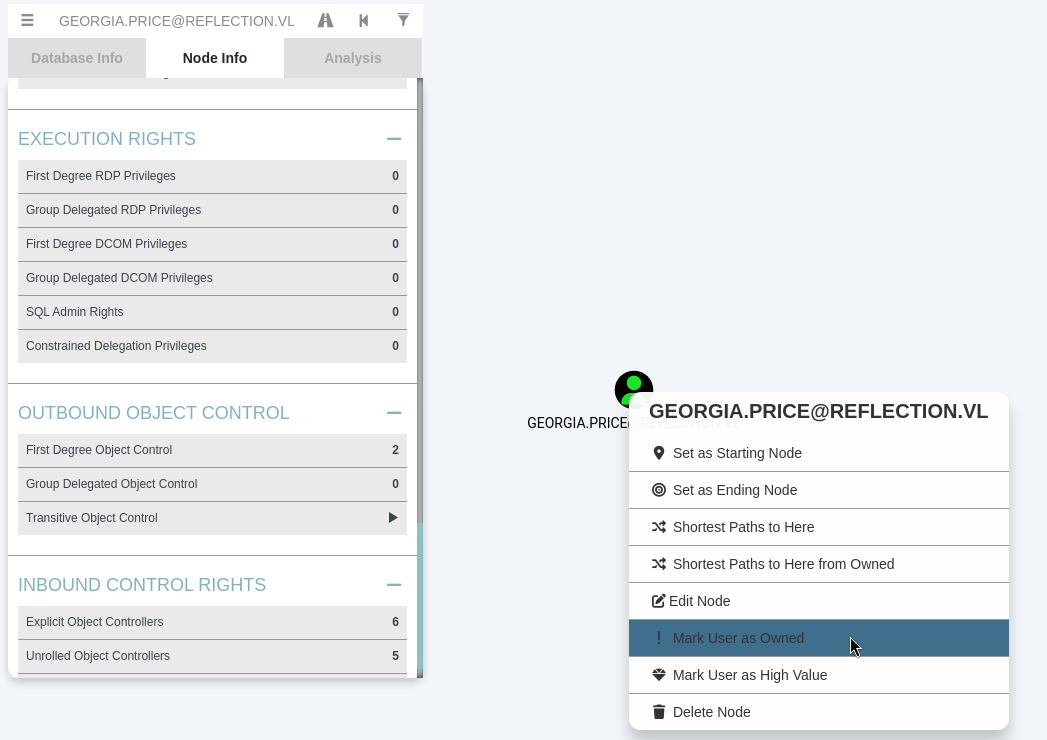 GEORGIA.PRICE@REFLECTION.VL
Database Info
Node Info
Analysis
EXECUTION RIGHTS
First Degree RDP Privileges 0
Group Delegated RDP Privileges 0
First Degree DCOM Privileges 0
Group Delegated DCOM Privileges 0
SQL Admin Rights 0
Constrained Delegation Privileges 0
OUTBOUND OBJECT CONTROL
First Degree Object Control 2
Group Delegated Object Control 0
Transitive Object Control
INBOUND CONTROL RIGHTS
Explicit Object Controllers 6
Unrolled Object Controllers 5
GEORGIA.PRICE@REFLECTION.VL
GEORGIA.PRICE@REFLECTION.VL
Set as Starting Node
Set as Ending Node
Shortest Paths to Here
Shortest Paths to Here from Owned
Edit Node
Mark User as Owned
Mark User as High Value
Delete Node